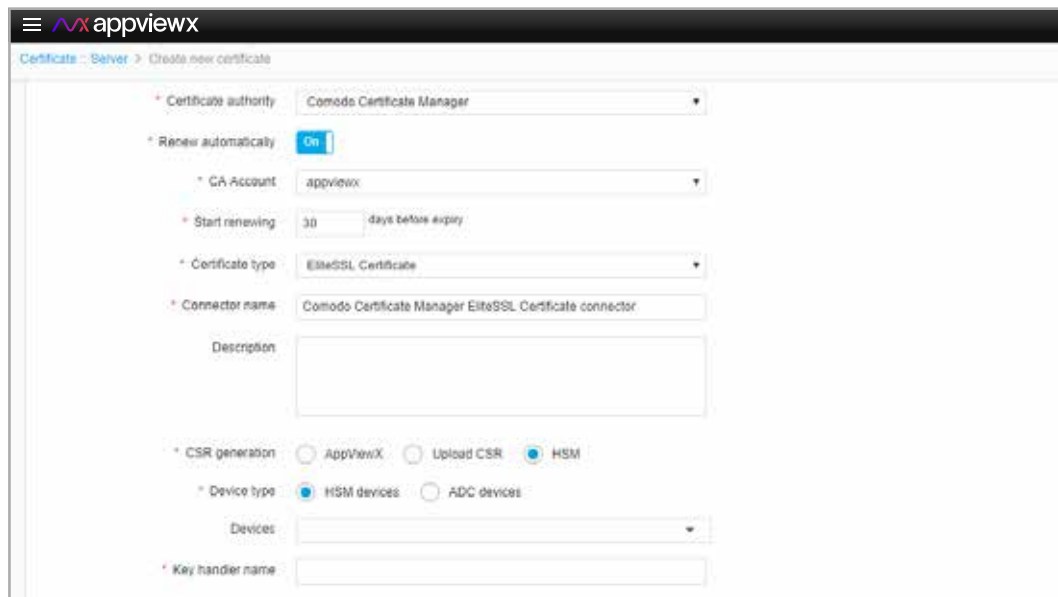 appviewx
Certificate :: Server > Create new certificate
* Certificate authority Comodo Certificate Manager
* Renew automatically On
* CA Account appviewx
* Start renewing 30 days before expiry
* Certificate type EliteSSL Certificate
* Connector name Comodo Certificate Manager EliteSSL Certificate connector
Description
* CSR generation AppViewX Upload CSR HSM
* Device type HSM devices ADC devices
Devices
* Key handler name